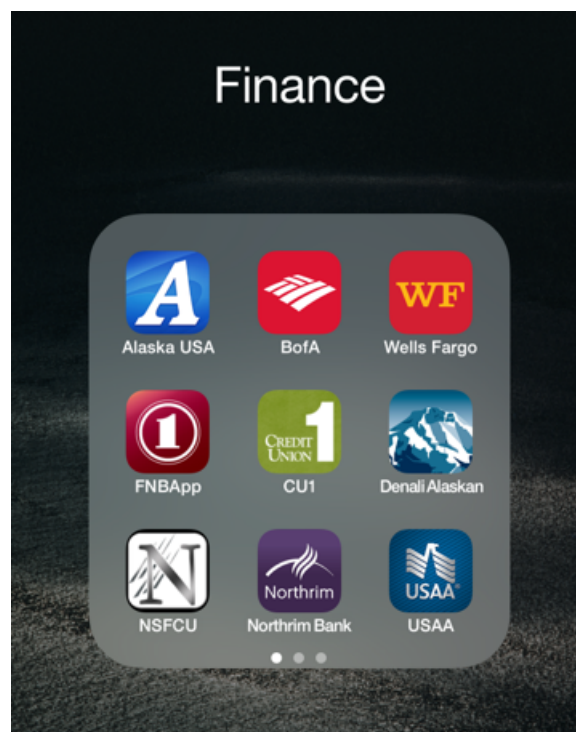 Finance
A
WF
Alaska USA
BofA
Wells Fargo
1
CREDIT UNION 1
FNBApp
CU1
Denali Alaskan
N
Northrim
USAA
NSFCU
Northrim Bank
USAA